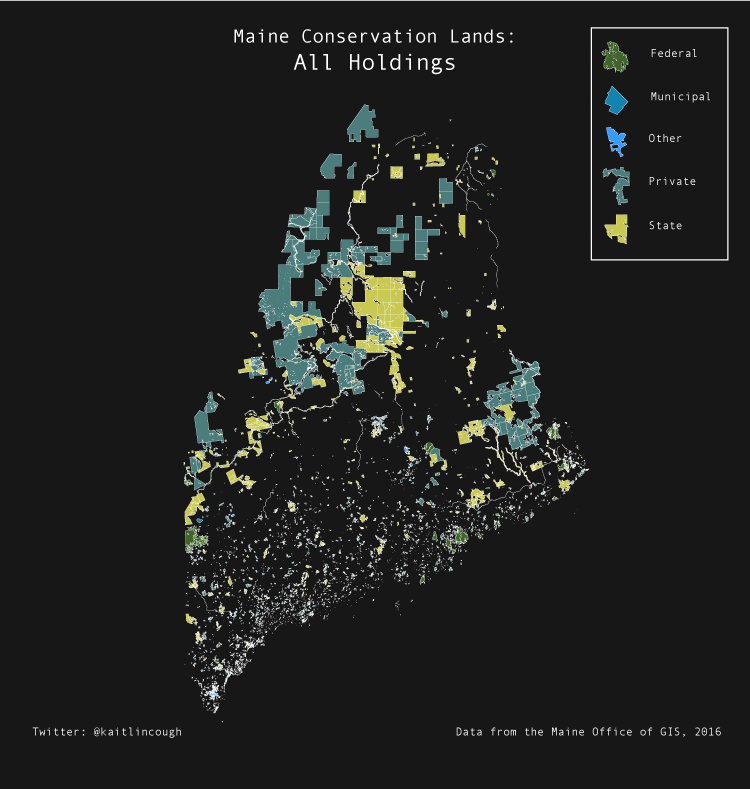 Maine Conservation Lands:
All Holdings
Federal
Municipal
Other
Private
State
Twitter: @kaitlincough
Data from the Maine Office of GIS, 2016